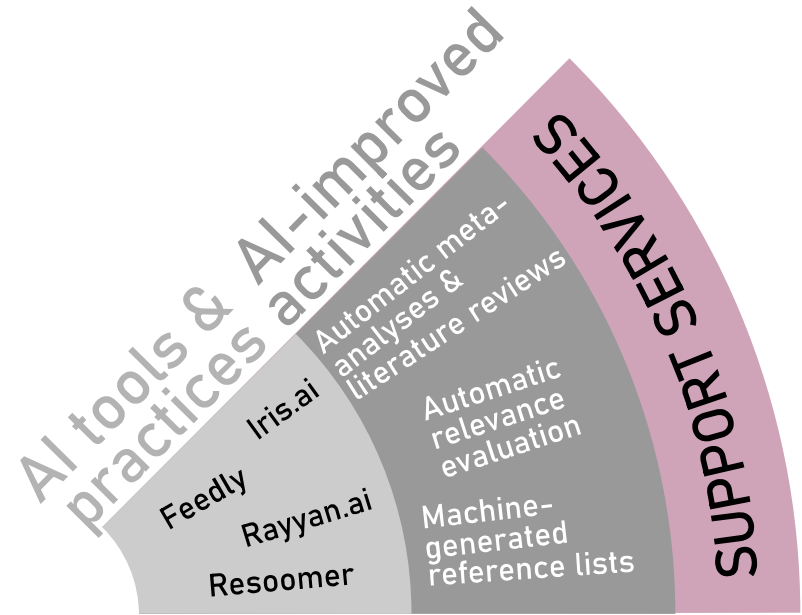 AI tools &
practices
AI-improved
activities
Iris.ai
Feedly
Rayyan.ai
Resoomer
Automatic meta-
analyses &
literature reviews
Automatic
relevance
evaluation
Machine-
generated
reference lists
SUPPORT SERVICES